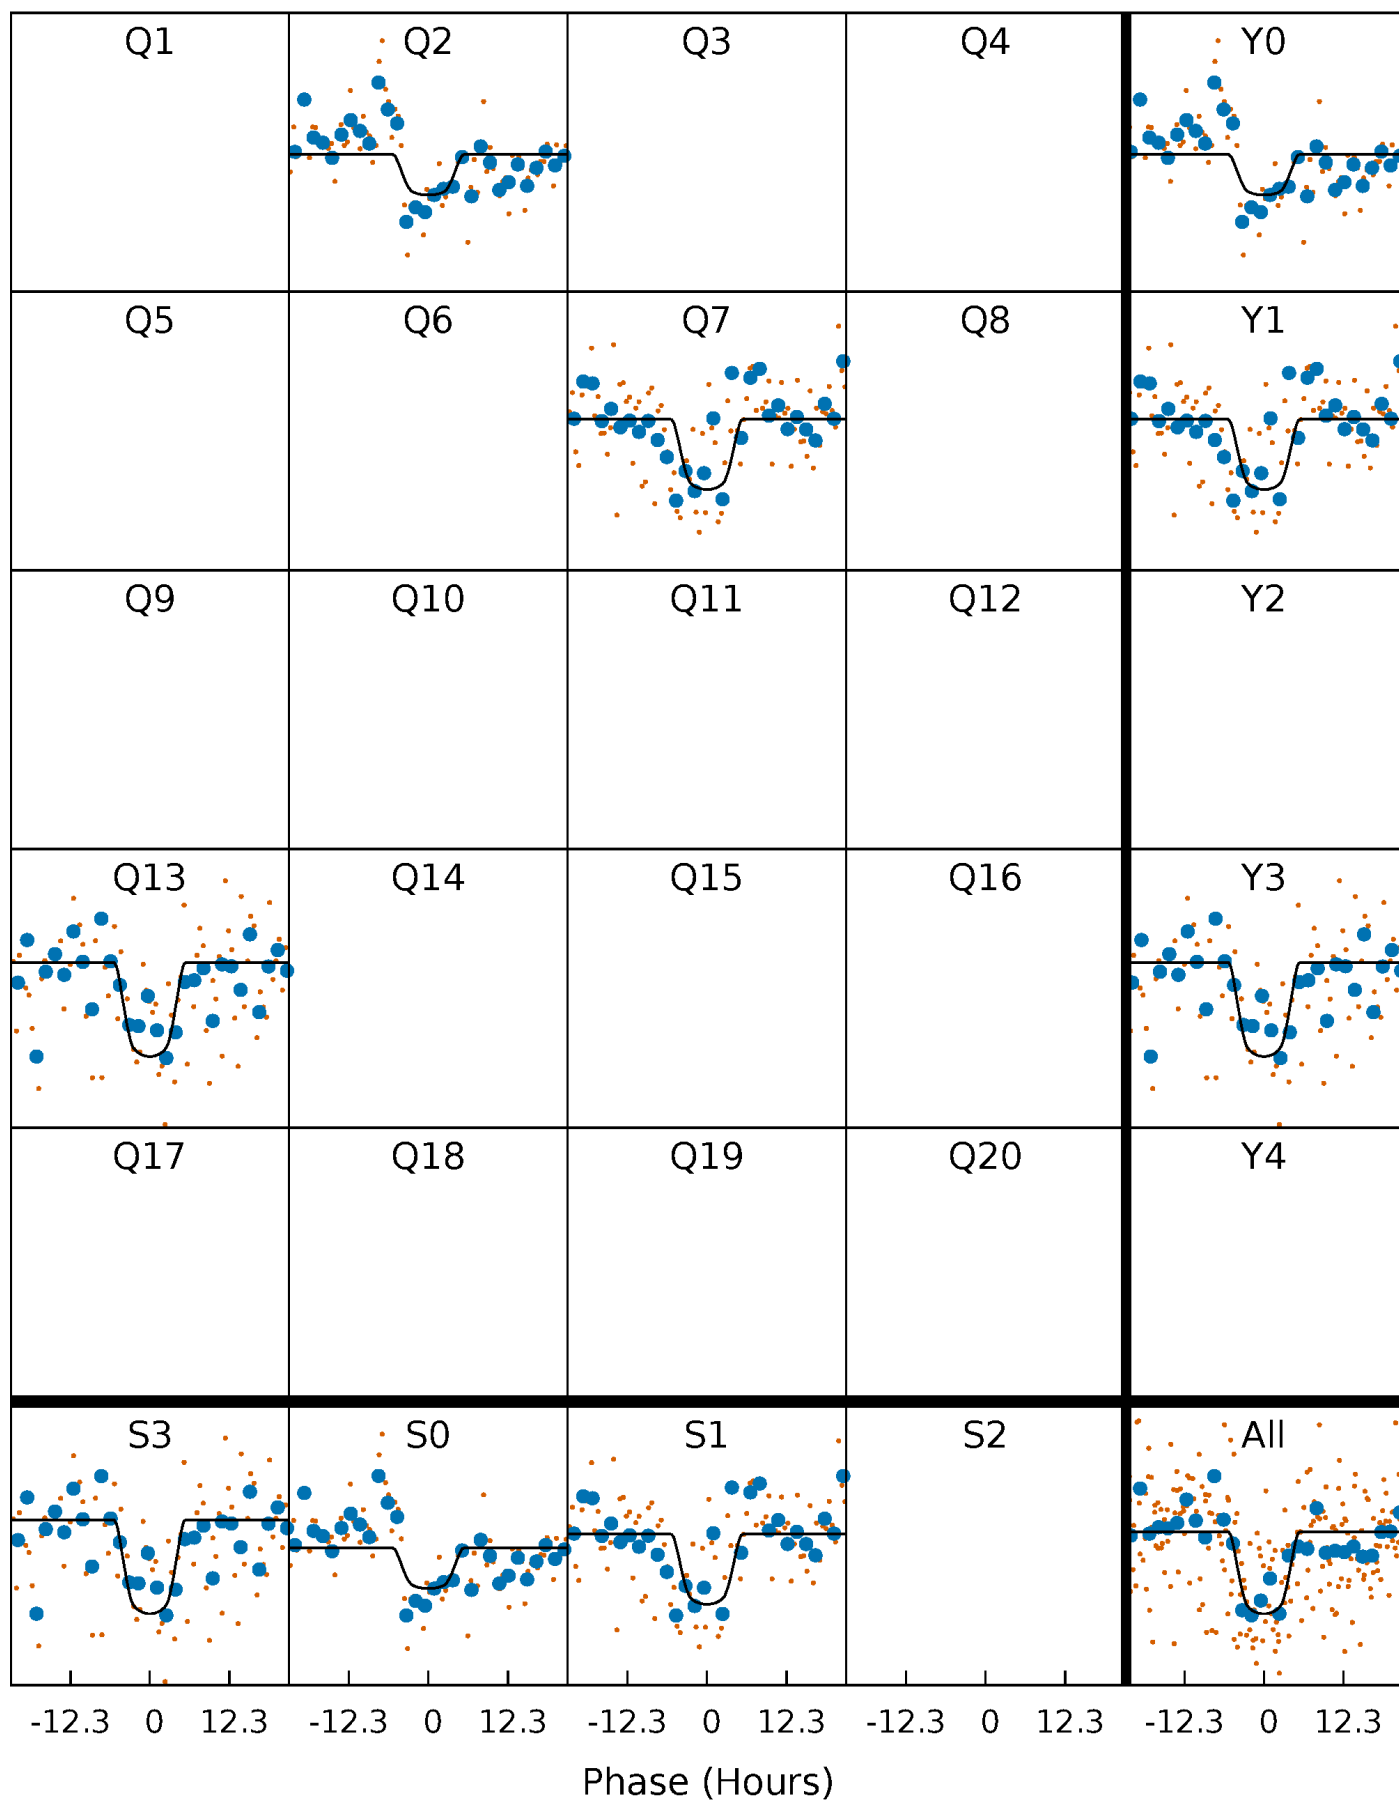 Q1 Q2 Q3 Q4 Y0
Q5 Q6 Q7 Q8 Y1
Q9 Q10 Q11 Q12 Y2
Q13 Q14 Q15 Q16 Y3
Q17 Q18 Q19 Q20 Y4
S3 S0 S1 S2 All
-12.3 0 12.3 -12.3 0 12.3 -12.3 0 12.3 -12.3 0 12.3 -12.3 0 12.3
Phase (Hours)